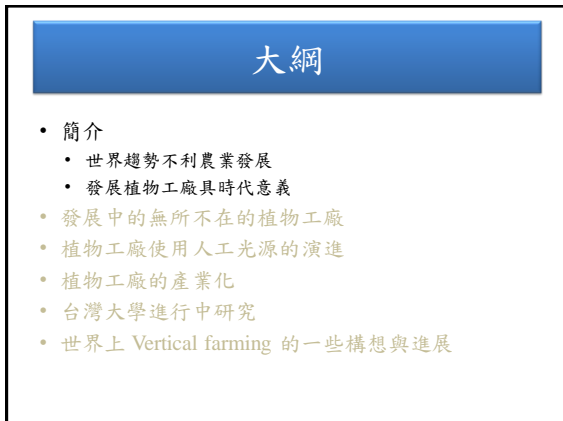 大綱
• 簡介
• 世界趨勢不利農業發展
• 發展植物工廠具時代意義
• 發展中的無所不在的植物工廠
• 植物工廠使用人工光源的演進
• 植物工廠的產業化
• 台灣大學進行中研究
• 世界上 Vertical farming 的一些構想與進展